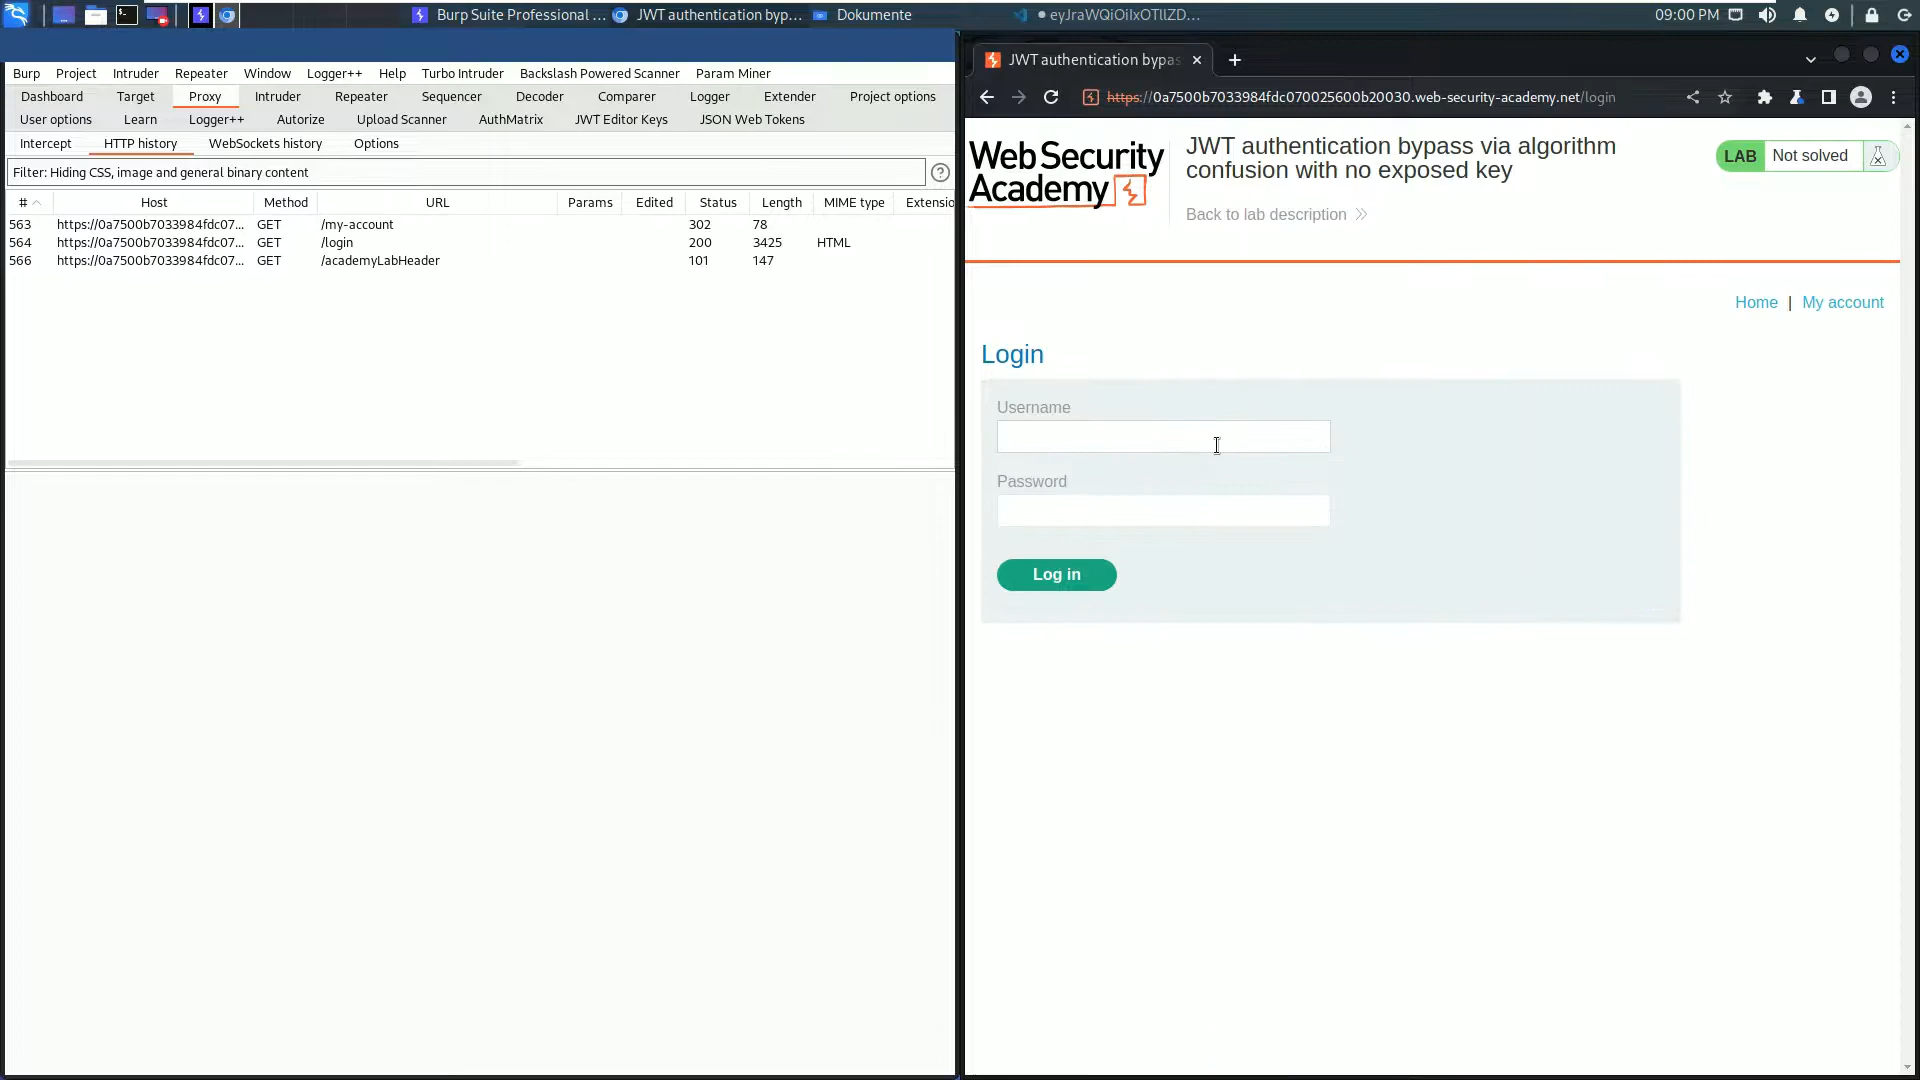 Burp Suite Professional ... JWT authentication byp... Dokumente eyJraWQiOiIxOTllZD... 09:00 PM
Burp Project Intruder Repeater Window Logger++ Help Turbo Intruder Backslash Powered Scanner Param Miner
Dashboard Target Proxy Intruder Repeater Sequencer Decoder Comparer Logger Extender Project options
User options Learn Logger++ Autorize Upload Scanner AuthMatrix JWT Editor Keys JSON Web Tokens
Intercept HTTP history WebSockets history Options
Filter: Hiding CSS, image and general binary content ?
# Host Method URL Params Edited Status Length MIME type Extensio
563 https://0a7500b7033984fdc07... GET /my-account 302 78
564 https://0a7500b7033984fdc07... GET /login 200 3425 HTML
566 https://0a7500b7033984fdc07... GET /academyLabHeader 101 147
JWT authentication bypas
https://0a7500b7033984fdc070025600b20030.web-security-academy.net/login
Web Security
Academy
JWT authentication bypass via algorithm
confusion with no exposed key
Back to lab description
LAB Not solved
Home | My account
Login
Username
Password
Log in